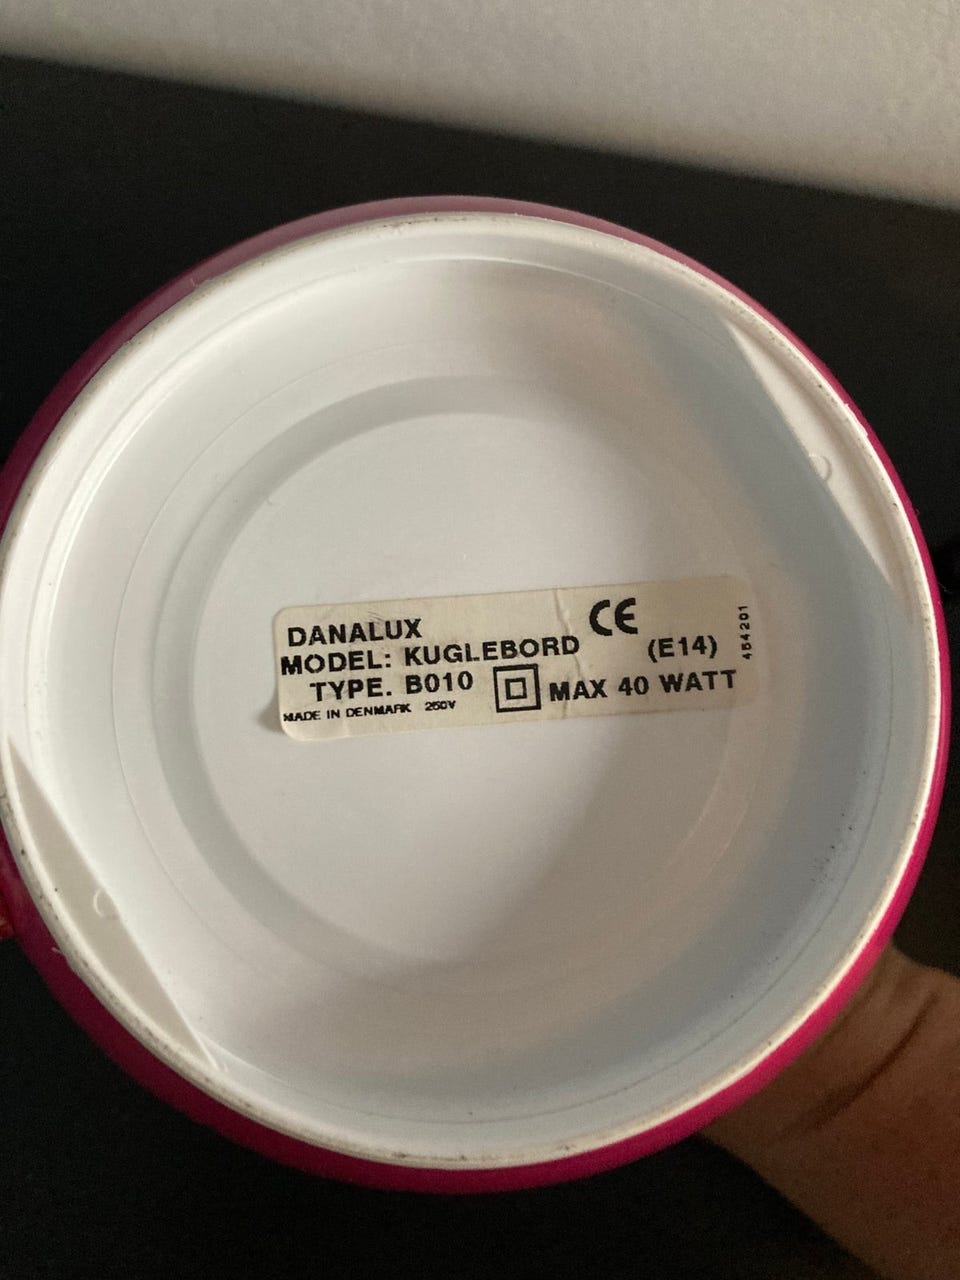 DANALUX
CE
MODEL: KUGLEBORD (E14)
TYPE. B010 MAX 40 WATT
MADE IN DENMARK 250V
454201